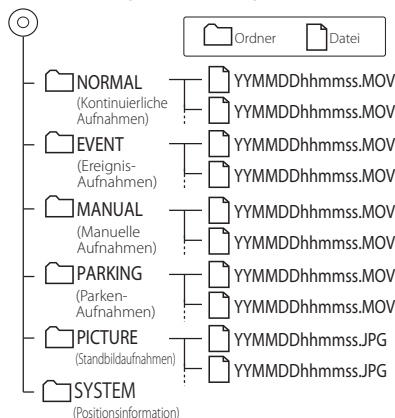 Ordner Datei
NORMAL YYMMDDhhmmss.MOV
(Kontinuierliche
Aufnahmen) YYMMDDhhmmss.MOV
EVENT YYMMDDhhmmss.MOV
(Ereignis-
Aufnahmen) YYMMDDhhmmss.MOV
MANUAL YYMMDDhhmmss.MOV
(Manuelle
Aufnahmen) YYMMDDhhmmss.MOV
PARKING YYMMDDhhmmss.MOV
(Parken-
Aufnahmen) YYMMDDhhmmss.MOV
PICTURE YYMMDDhhmmss.JPG
(Standbildaufnahmen)
YYMMDDhhmmss.JPG
SYSTEM
(Positionsinformation)